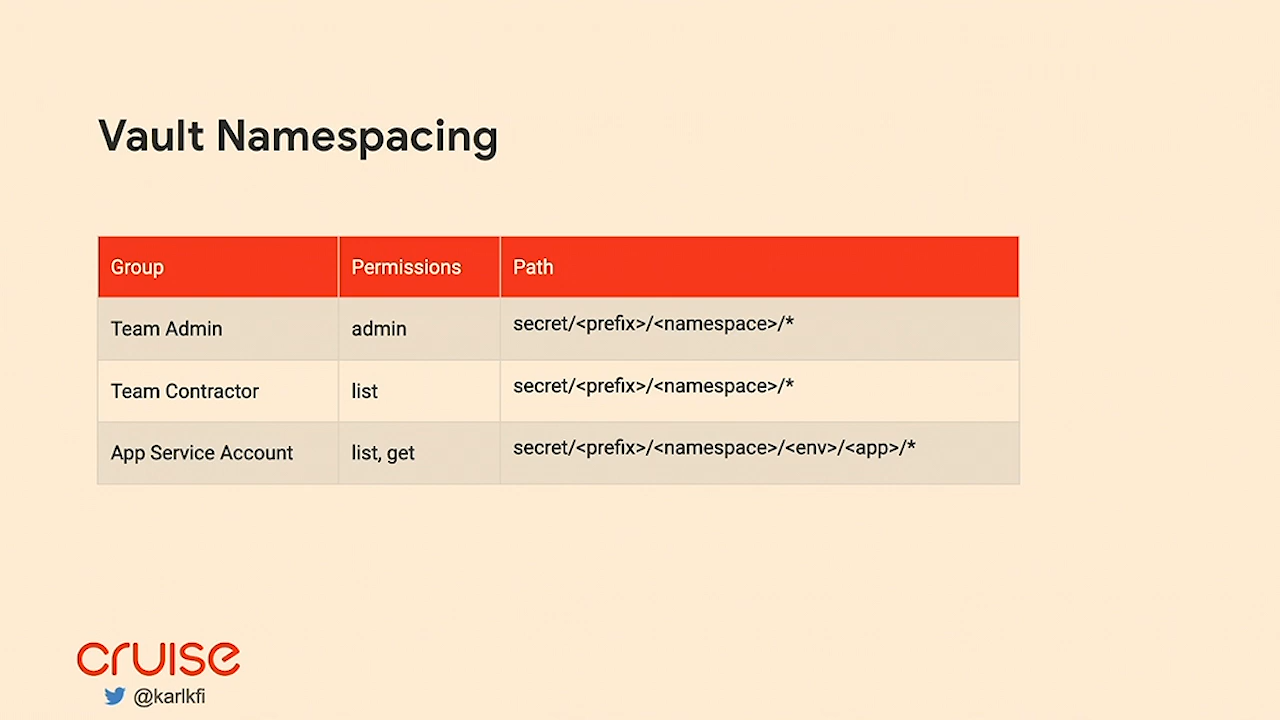 Vault Namespacing
Group Permissions Path
Team Admin admin secret/<prefix>/<namespace>/*
Team Contractor list secret/<prefix>/<namespace>/*
App Service Account list, get secret/<prefix>/<namespace>/<env>/<app>/*
cruise
@karlkfi